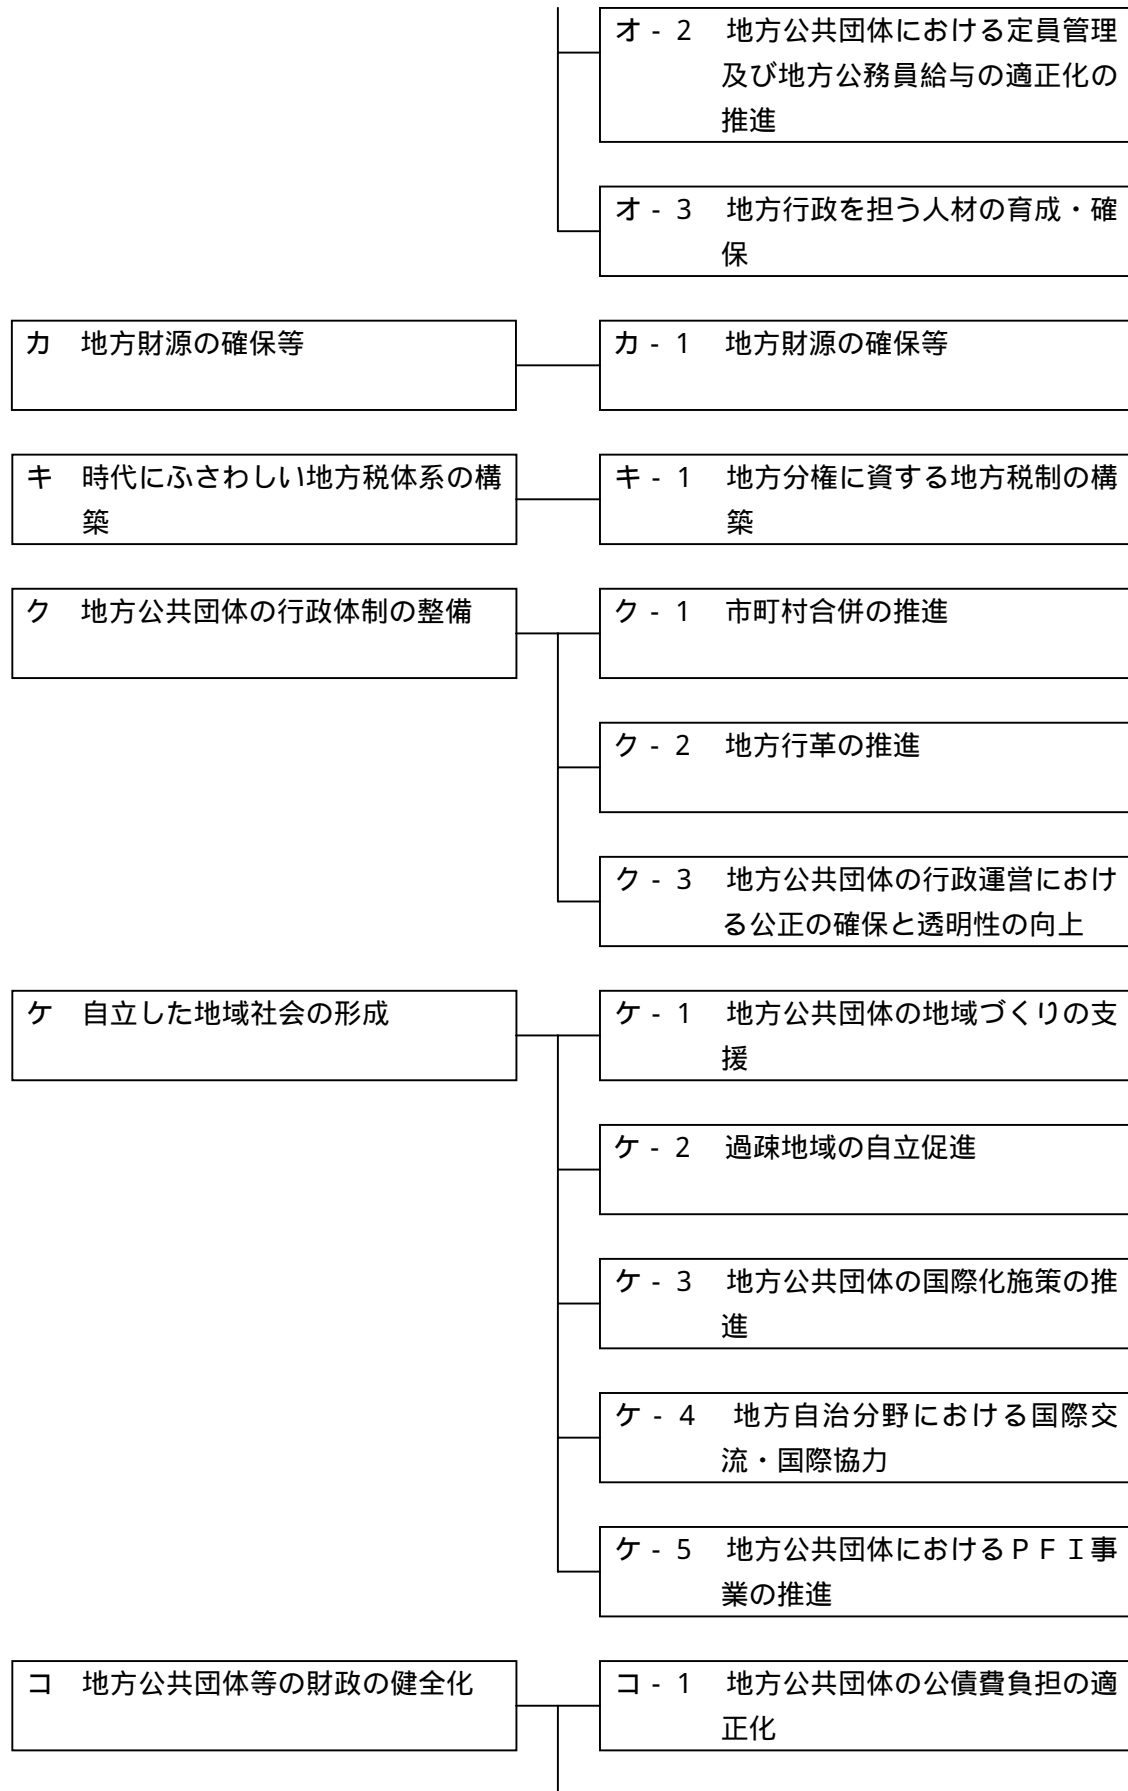 オ - 2 地方公共団体における定員管理
及び地方公務員給与の適正化の
推進
オ - 3 地方行政を担う人材の育成・確
保
カ 地方財源の確保等
カ - 1 地方財源の確保等
キ 時代にふさわしい地方税体系の構
築
キ - 1 地方分権に資する地方税制の構
築
ク 地方公共団体の行政体制の整備
ク - 1 市町村合併の推進
ク - 2 地方行革の推進
ク - 3 地方公共団体の行政運営におけ
る公正の確保と透明性の向上
ケ 自立した地域社会の形成
ケ - 1 地方公共団体の地域づくりの支
援
ケ - 2 過疎地域の自立促進
ケ - 3 地方公共団体の国際化施策の推
進
ケ - 4 地方自治分野における国際交
流・国際協力
ケ - 5 地方公共団体におけるPFI事
業の推進
コ 地方公共団体等の財政の健全化
コ - 1 地方公共団体の公債費負担の適
正化